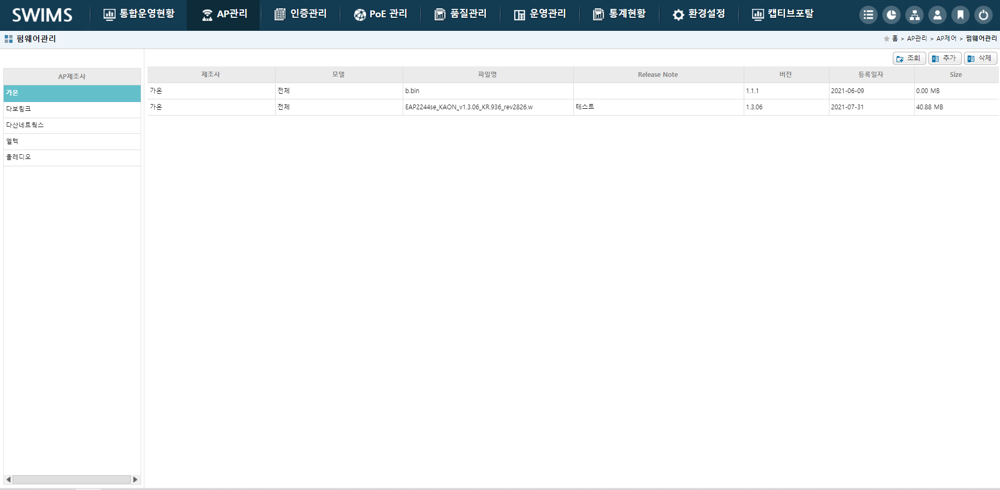 SWIMS 통합운영현황 AP관리 인증관리 PoE 관리 품질관리 운영관리 통계현황 환경설정 캡티브포탈
펌웨어관리 홈 > AP관리 > AP제어 > 펌웨어관리
조회 추가 삭제
AP제조사
가온
다보링크
다산네트웍스
엘텍
올레디오
제조사 모델 파일명 Release Note 버전 등록일자 Size
가온 전체 b.bin 1.1.1 2021-06-09 0.00 MB
가온 전체 EAP2244se_KAON_v1.3.06_KR.936_rev2826.w 테스트 1.3.06 2021-07-31 40.88 MB